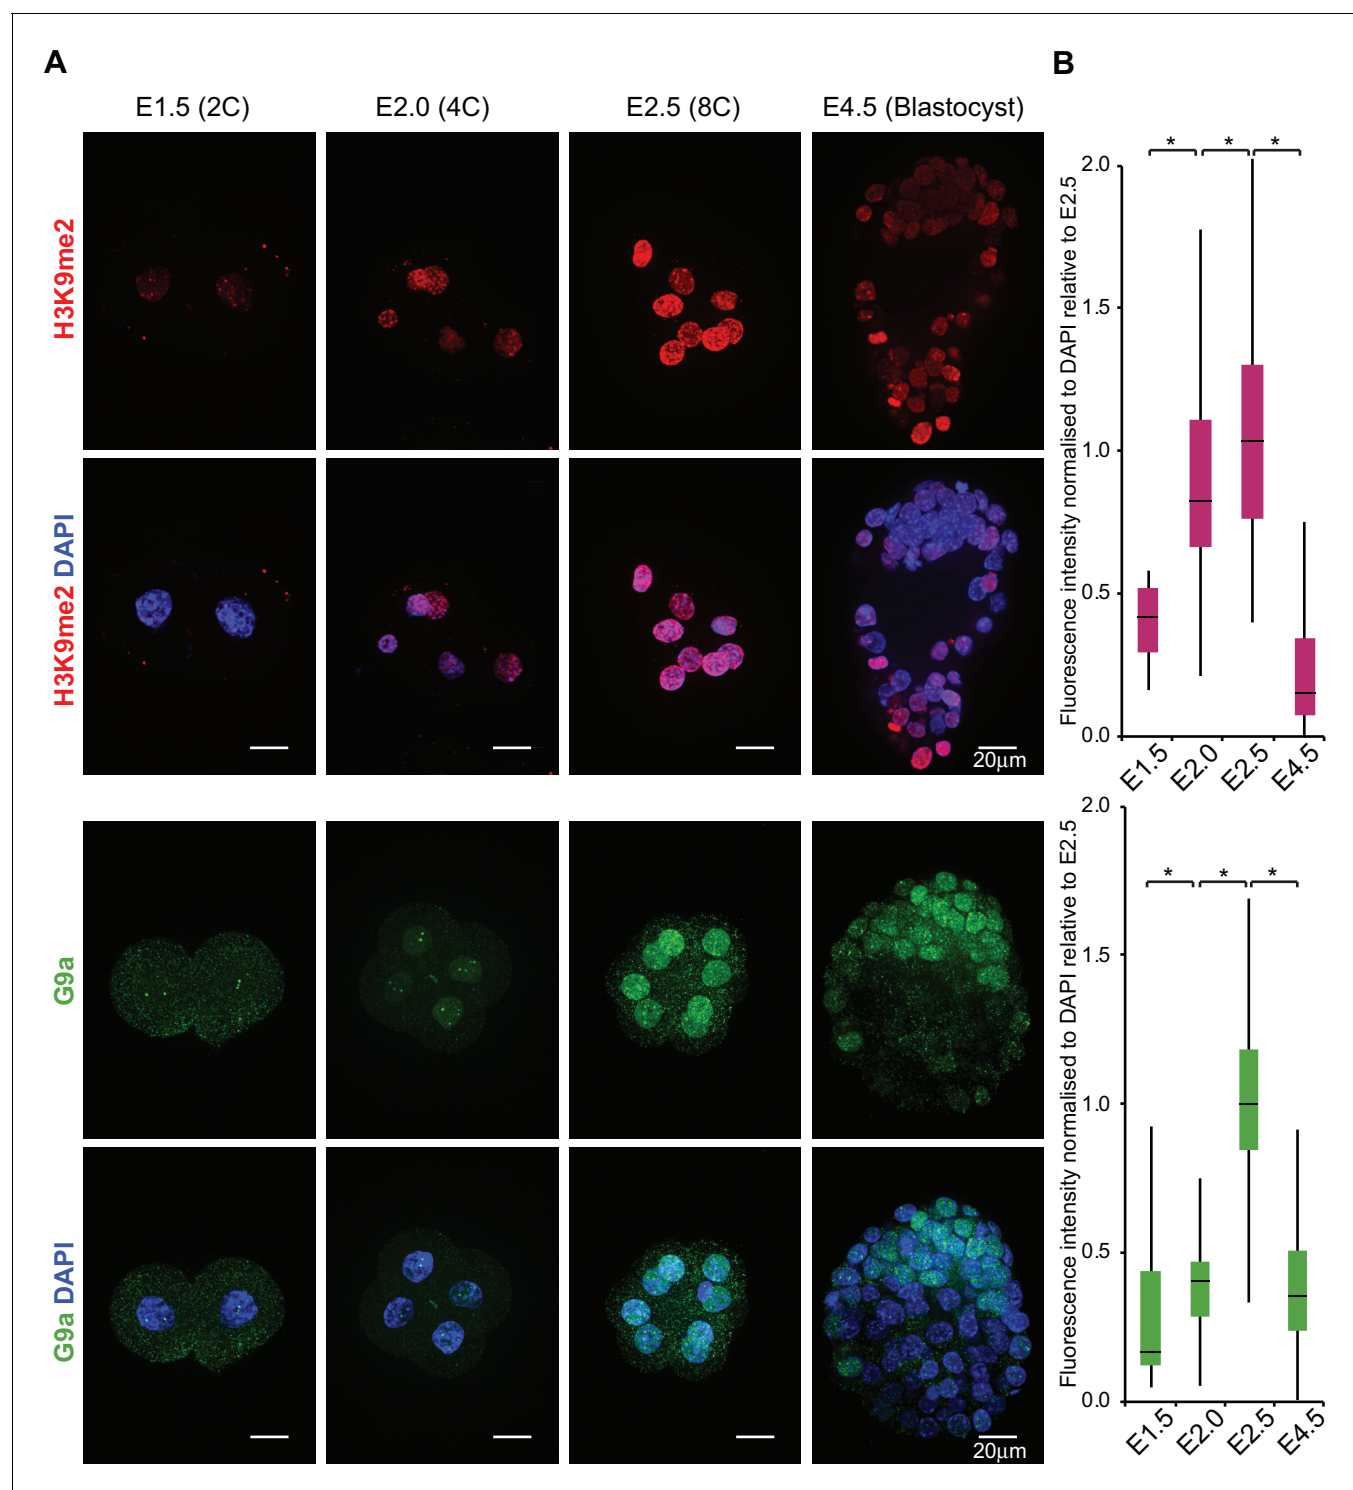 A
B
E1.5 (2C)
E2.0 (4C)
E2.5 (8C)
E4.5 (Blastocyst)
H3K9me2
H3K9me2 DAPI
20μm
G9a
G9a DAPI
20μm
Fluorescence intensity normalised to DAPI relative to E2.5
2.0
1.5
1.0
0.5
0.0
* * *
E1.5
E2.0
E2.5
E4.5
Fluorescence intensity normalised to DAPI relative to E2.5
2.0
1.5
1.0
0.5
0.0
* * *
E1.5
E2.0
E2.5
E4.5